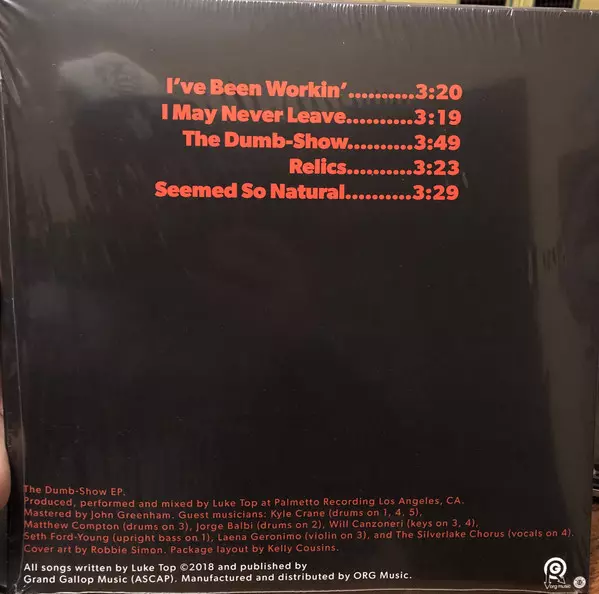 I've Been Workin'..........3:20
I May Never Leave..........3:19
The Dumb-Show..........3:49
Relics..........3:23
Seemed So Natural..........3:29
The Dumb-Show EP.
Produced, performed and mixed by Luke Top at Palmetto Recording Los Angeles, CA.
Mastered by John Greenham. Guest musicians: Kyle Crane (drums on 1, 4, 5),
Matthew Compton (drums on 3), Jorge Balbi (drums on 2), Will Canzoneri (keys on 3, 4),
Seth Ford-Young (upright bass on 1), Laena Geronimo (violin on 3), and The Silverlake Chorus (vocals on 4).
Cover art by Robbie Simon. Package layout by Kelly Cousins.
All songs written by Luke Top ©2018 and published by
Grand Gallop Music (ASCAP). Manufactured and distributed by ORG Music.
org music